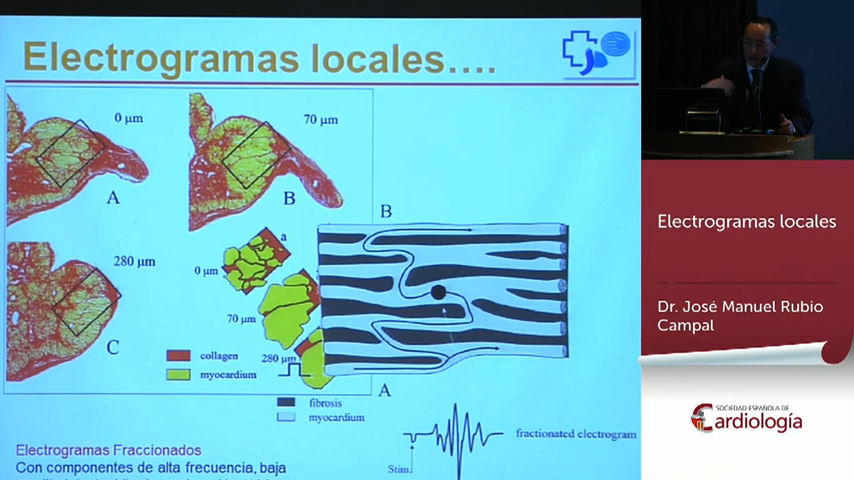 Electrogramas locales....
0 µm
70 µm
A
B
280 µm
C
a
0 µm
70 µm
280 µm
B
A
collagen
myocardium
fibrosis
myocardium
fractionated electrogram
Stim.
Electrogramas Fraccionados
Con componentes de alta frecuencia, baja
Electrogramas locales
Dr. José Manuel Rubio
Campal
SOCIEDAD ESPAÑOLA DE
Cardiología